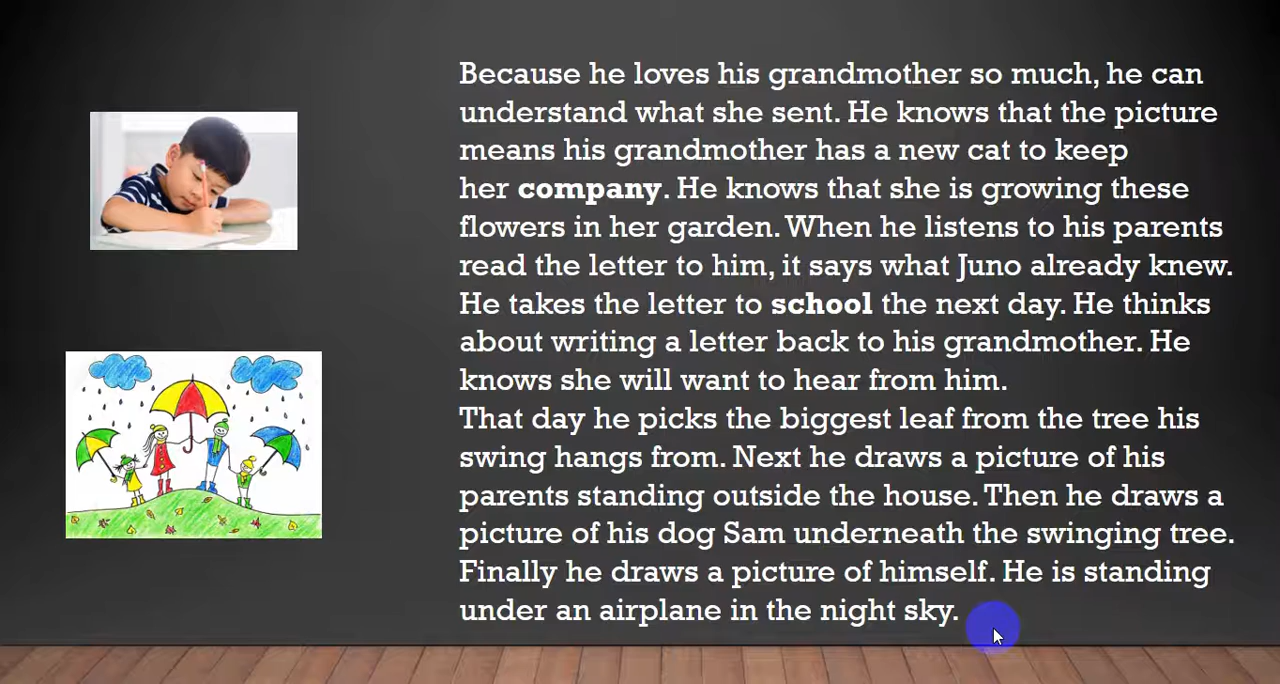 Because he loves his grandmother so much, he can
understand what she sent. He knows that the picture
means his grandmother has a new cat to keep
her company. He knows that she is growing these
flowers in her garden. When he listens to his parents
read the letter to him, it says what Juno already knew.
He takes the letter to school the next day. He thinks
about writing a letter back to his grandmother. He
knows she will want to hear from him.
That day he picks the biggest leaf from the tree his
swing hangs from. Next he draws a picture of his
parents standing outside the house. Then he draws a
picture of his dog Sam underneath the swinging tree.
Finally he draws a picture of himself. He is standing
under an airplane in the night sky.